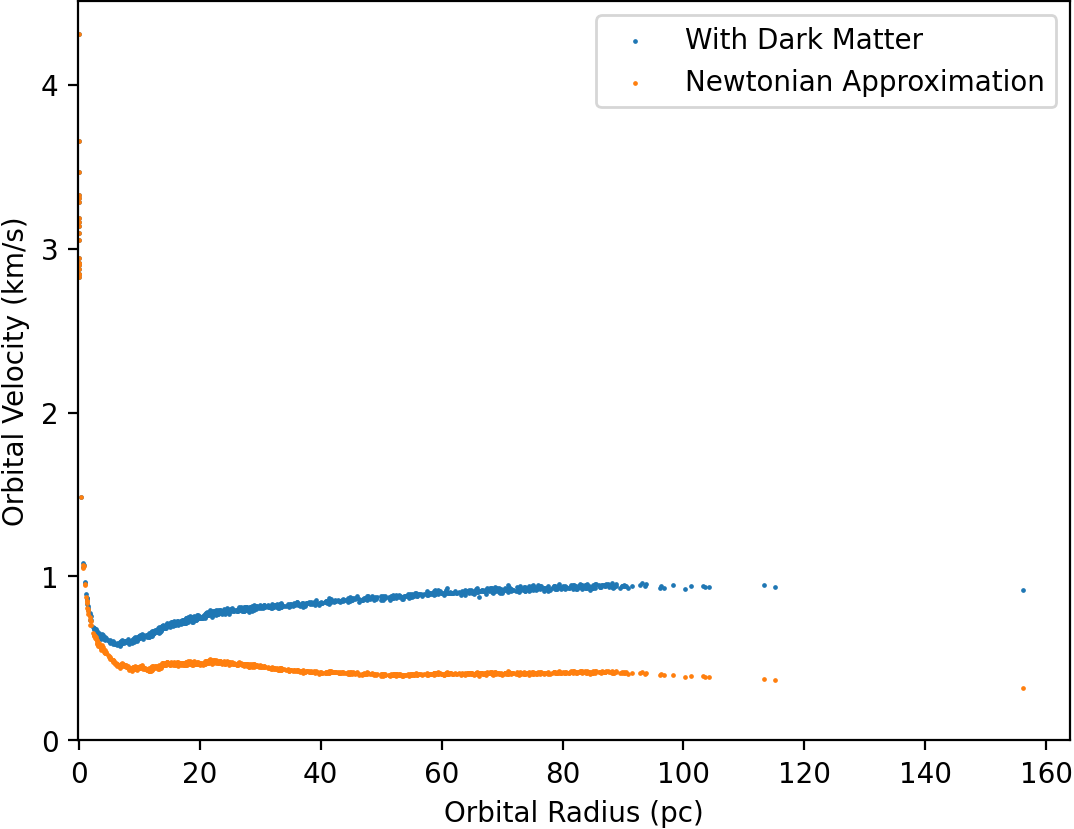 With Dark Matter
Newtonian Approximation
4
3
2
1
0
Orbital Velocity (km/s)
0 20 40 60 80 100 120 140 160
Orbital Radius (pc)